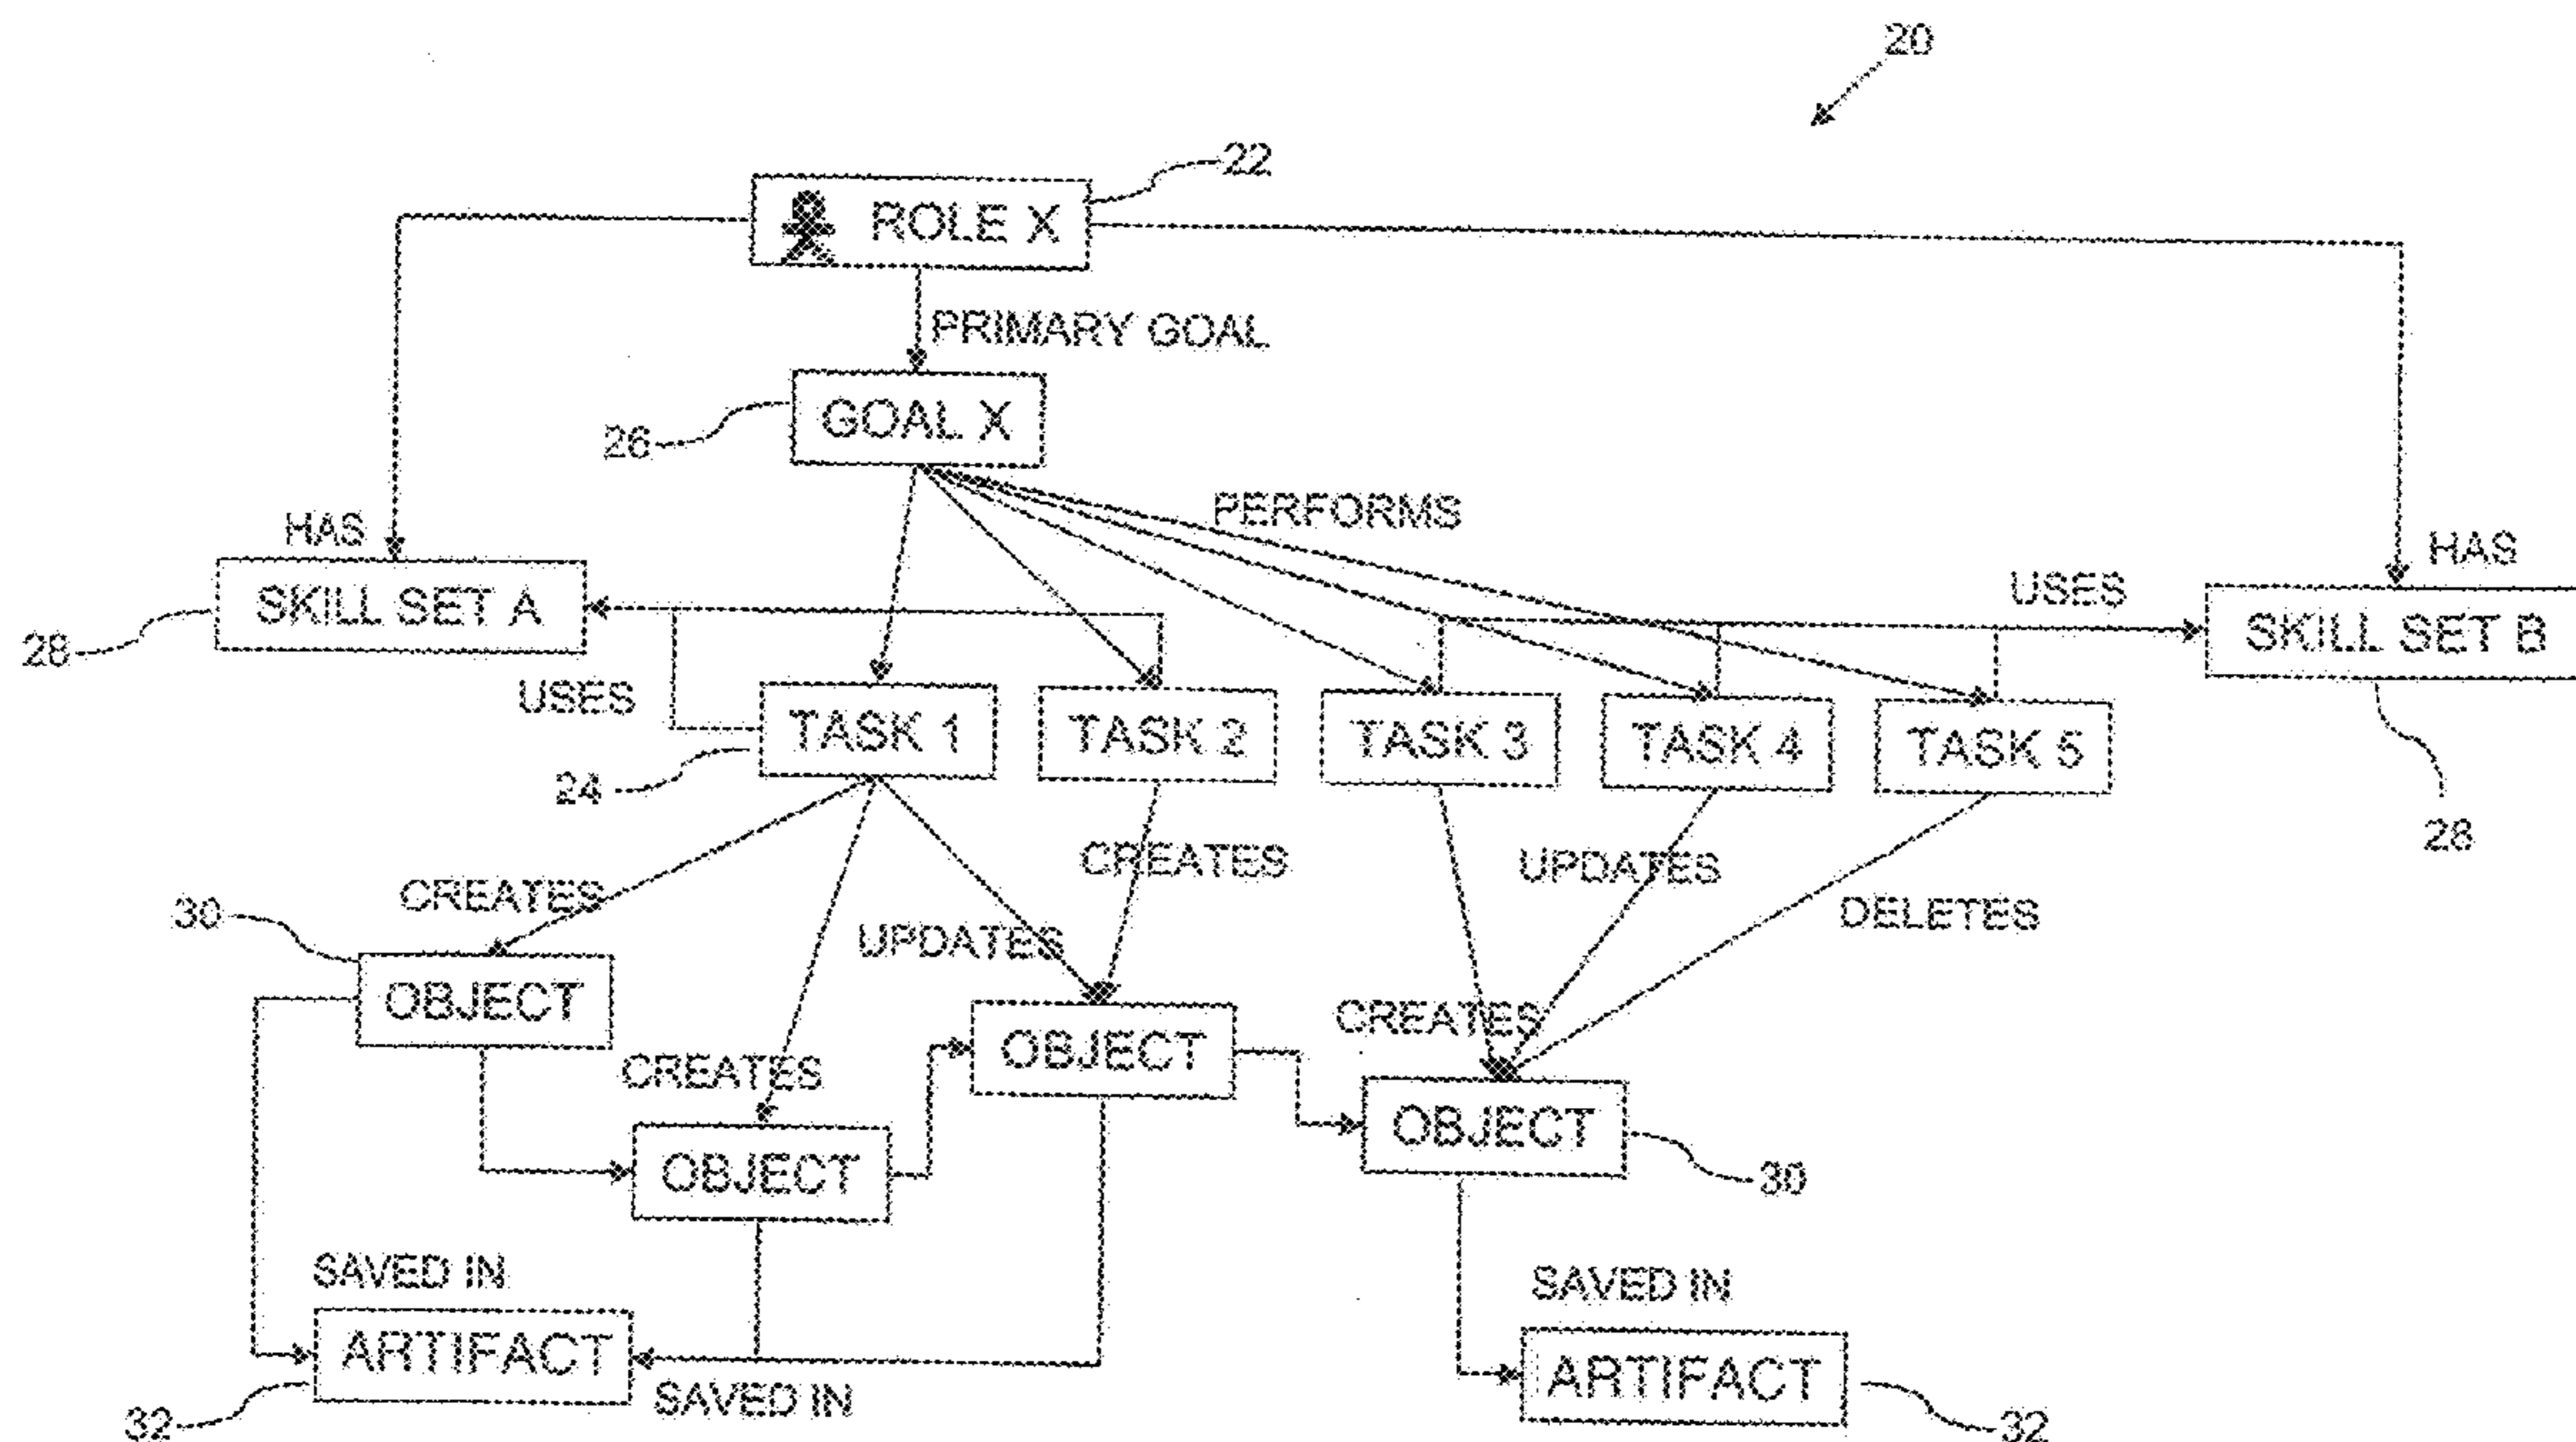 20
22
ROLE X
PRIMARY GOAL
GOAL X
26
PERFORMS
HAS
HAS
USES
SKILL SET A
SKILL SET B
28
USES
TASK 1
TASK 2
TASK 3
TASK 4
TASK 5
24
28
CREATES
UPDATES
CREATES
30
DELETES
UPDATES
OBJECT
CREATES
OBJECT
CREATES
OBJECT
OBJECT
30
SAVED IN
SAVED IN
ARTIFACT
ARTIFACT
SAVED IN
32
32